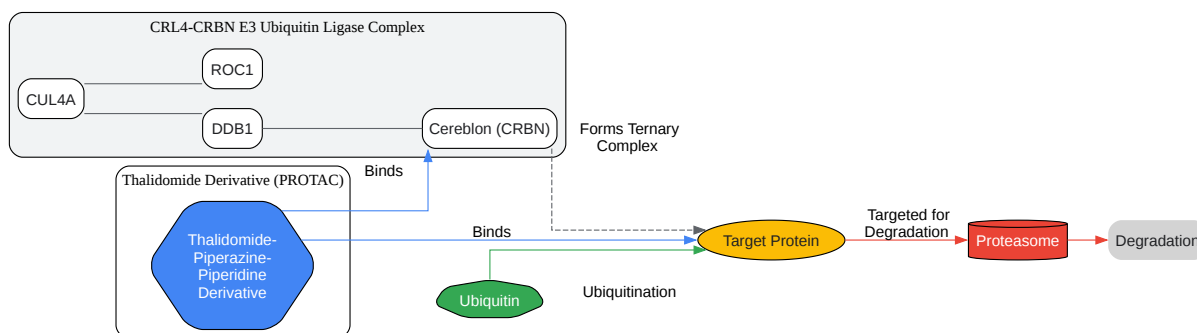 CRL4-CRBN E3 Ubiquitin Ligase Complex
ROC1
CUL4A
DDB1
Cereblon (CRBN)
Forms Ternary
Complex
Thalidomide Derivative (PROTAC)
Binds
Thalidomide-
Piperazine-
Piperidine
Derivative
Binds
Target Protein
Targeted for
Degradation
Proteasome
Degradation
Ubiquitin
Ubiquitination